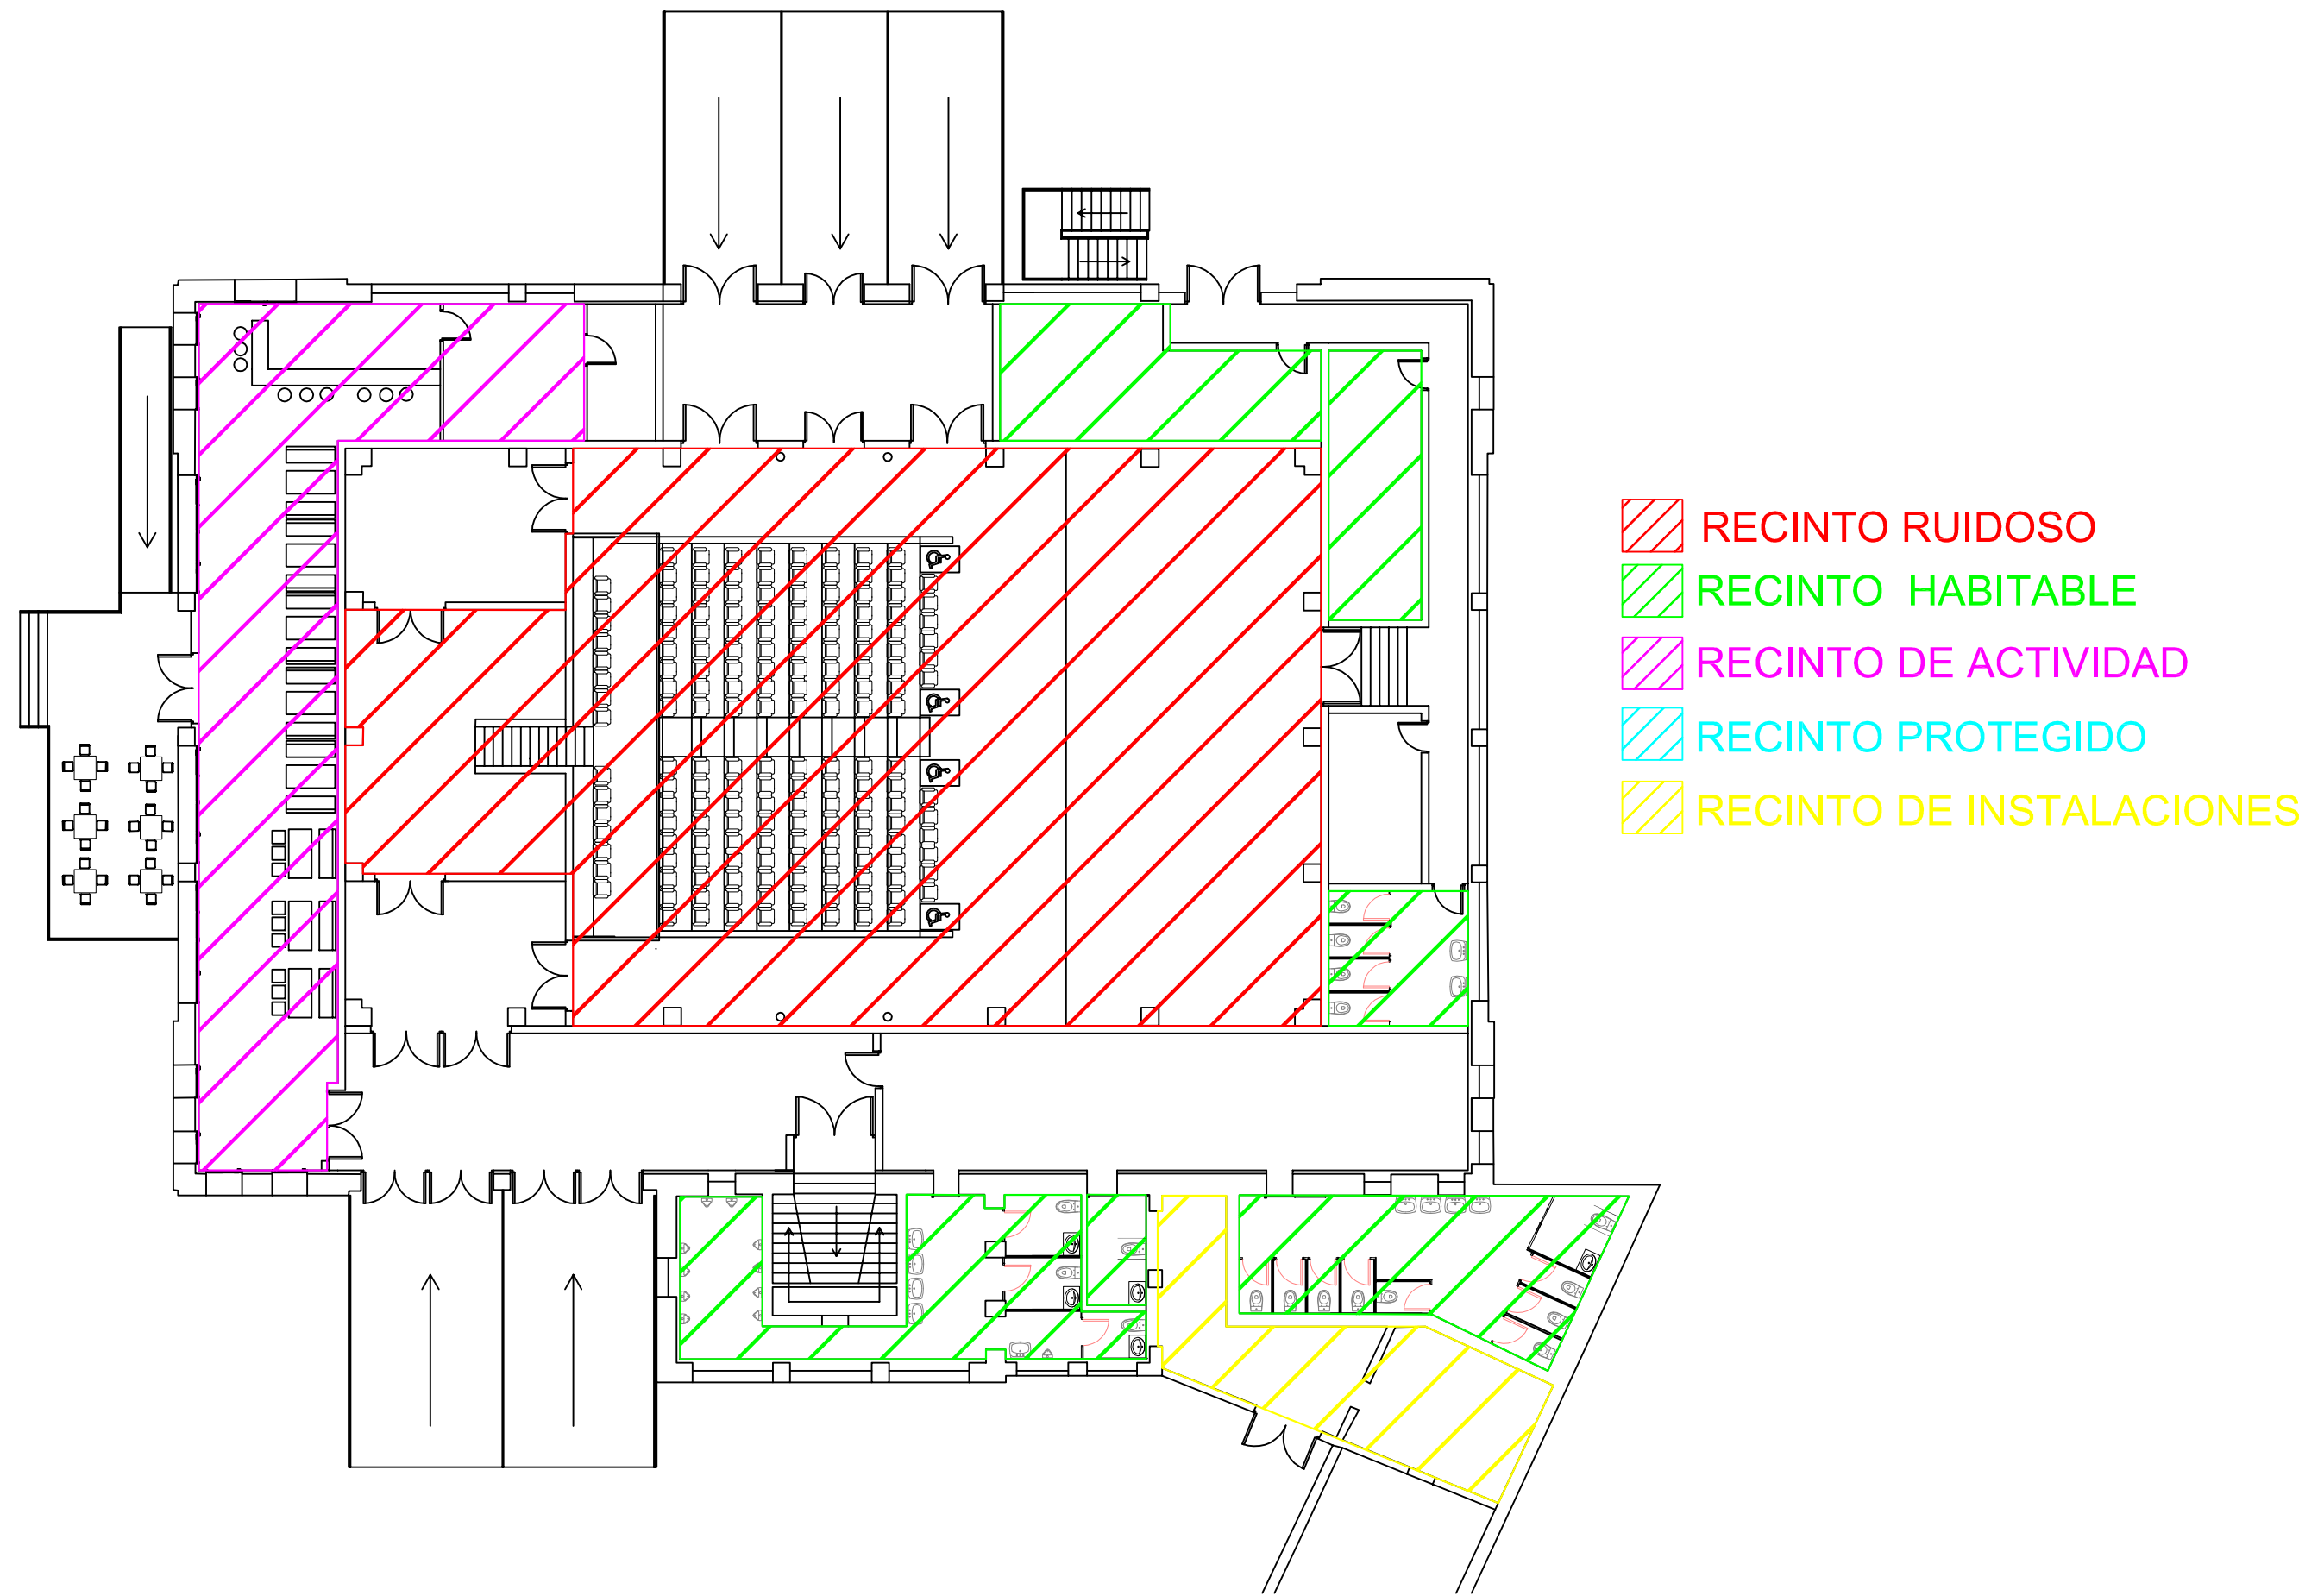 RECINTO RUIDOSO
RECINTO HABITABLE
RECINTO DE ACTIVIDAD
RECINTO PROTEGIDO
RECINTO DE INSTALACIONES